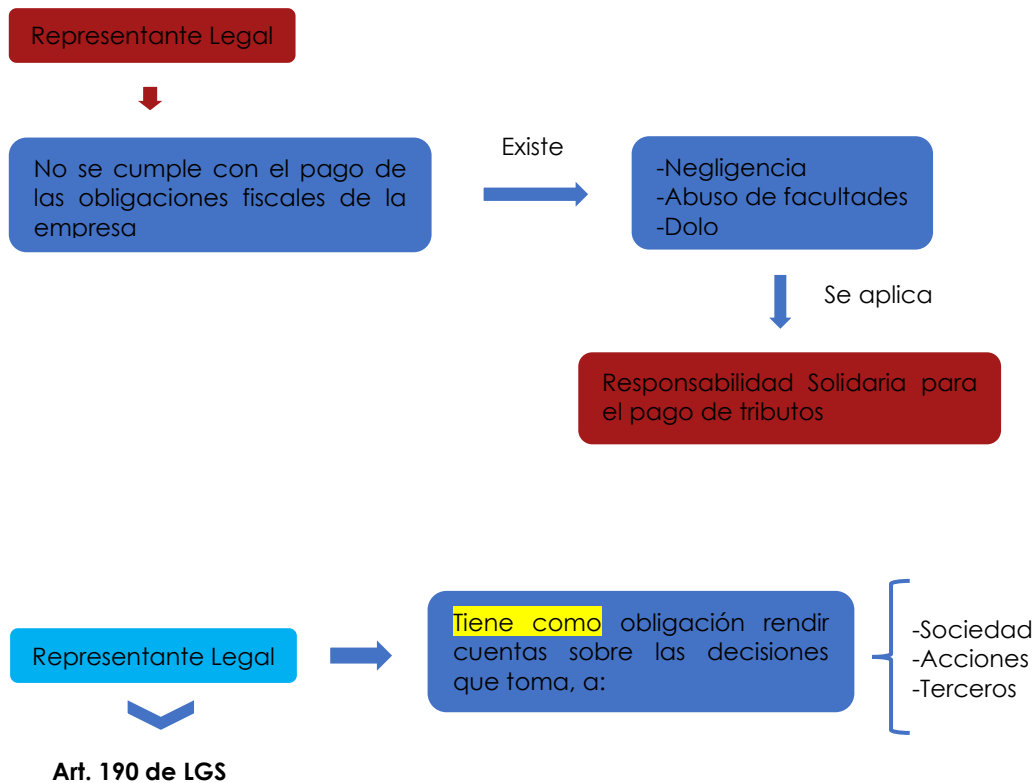 Representante Legal
No se cumple con el pago de
las obligaciones fiscales de la
empresa
Existe
-Negligencia
-Abuso de facultades
-Dolo
Se aplica
Responsabilidad Solidaria para
el pago de tributos
Representante Legal
Art. 190 de LGS
Tiene como obligación rendir
cuentas sobre las decisiones
que toma, a:
-Sociedad
-Acciones
-Terceros